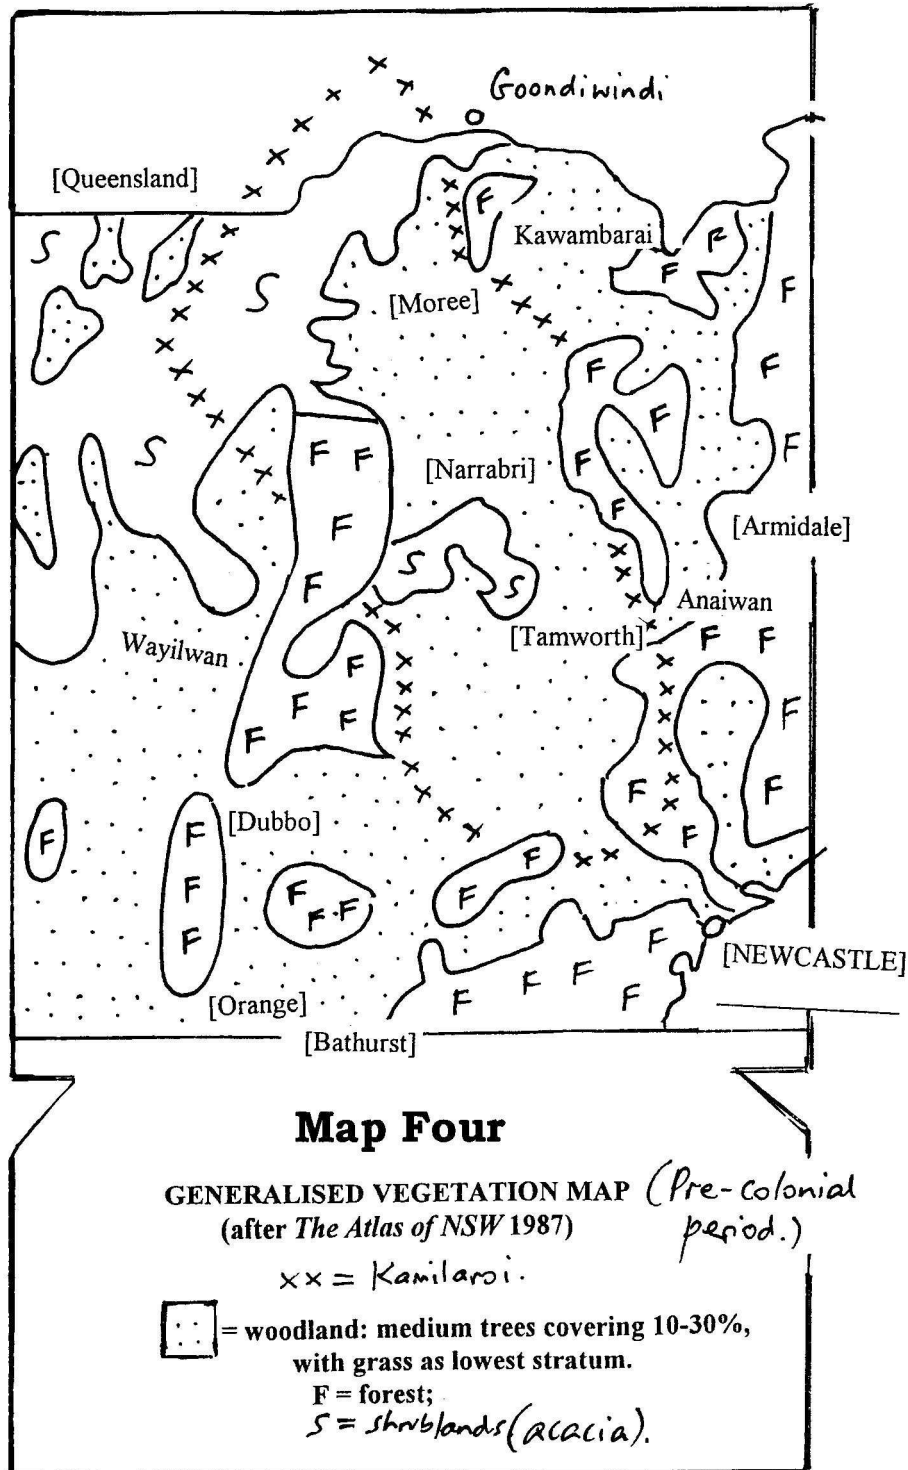 Goondiwindi
[Queensland]
S
F
Kawambarai
F
F
S
[Moree]
F
F
F
F
F
S
F
F
[Narrabri]
F
F
F
[Armidale]
S
S
F
Anaiwan
Wayilwan
[Tamworth]
F
F
F
F
F
F
F
F
F
F
[Dubbo]
F
F
F
F
F
F
F
F
F
F
F
F
[NEWCASTLE]
F
F
F
F
[Orange]
[Bathurst]
Map Four
GENERALISED VEGETATION MAP (Pre-colonial
(after The Atlas of NSW 1987) period.)
xx = Kamilaroi.
= woodland: medium trees covering 10-30%,
with grass as lowest stratum.
F = forest;
S = shrublands (acacia).